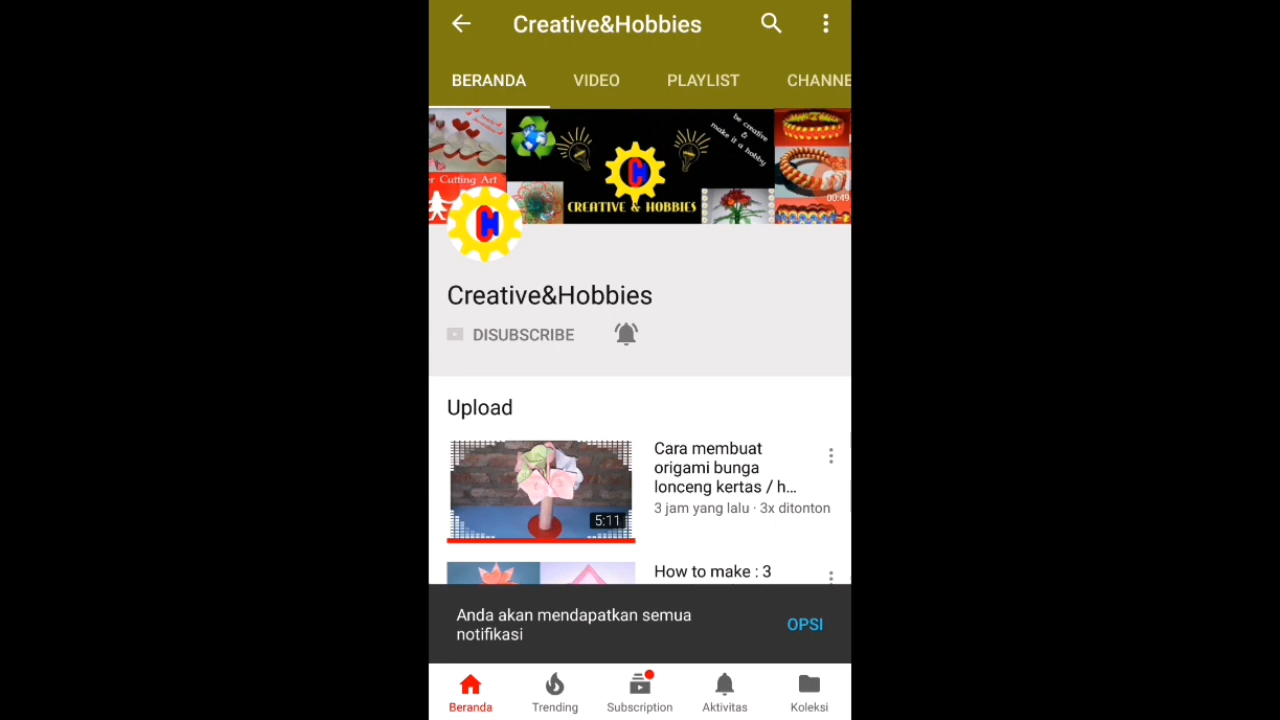 Creative&Hobbies
BERANDA VIDEO PLAYLIST CHANNE
be creative
&
make it a hobby
r Cutting Art
CREATIVE & HOBBIES
00:49
Creative&Hobbies
DISUBSCRIBE
Upload
Cara membuat
origami bunga
lonceng kertas / h...
3 jam yang lalu · 3x ditonton
5:11
How to make : 3
Anda akan mendapatkan semua
notifikasi
OPSI
Beranda Trending Subscription Aktivitas Koleksi